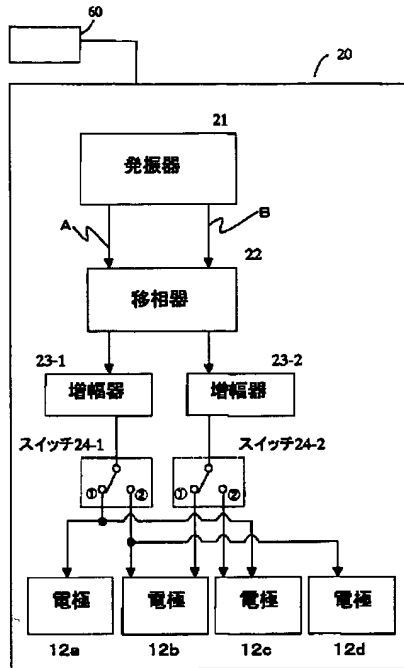 60
20
21
発振器
A
B
22
移相器
23-1
23-2
増幅器
増幅器
スイッチ24-1
スイッチ24-2
① ② ① ②
電極 電極 電極 電極
12a 12b 12c 12d